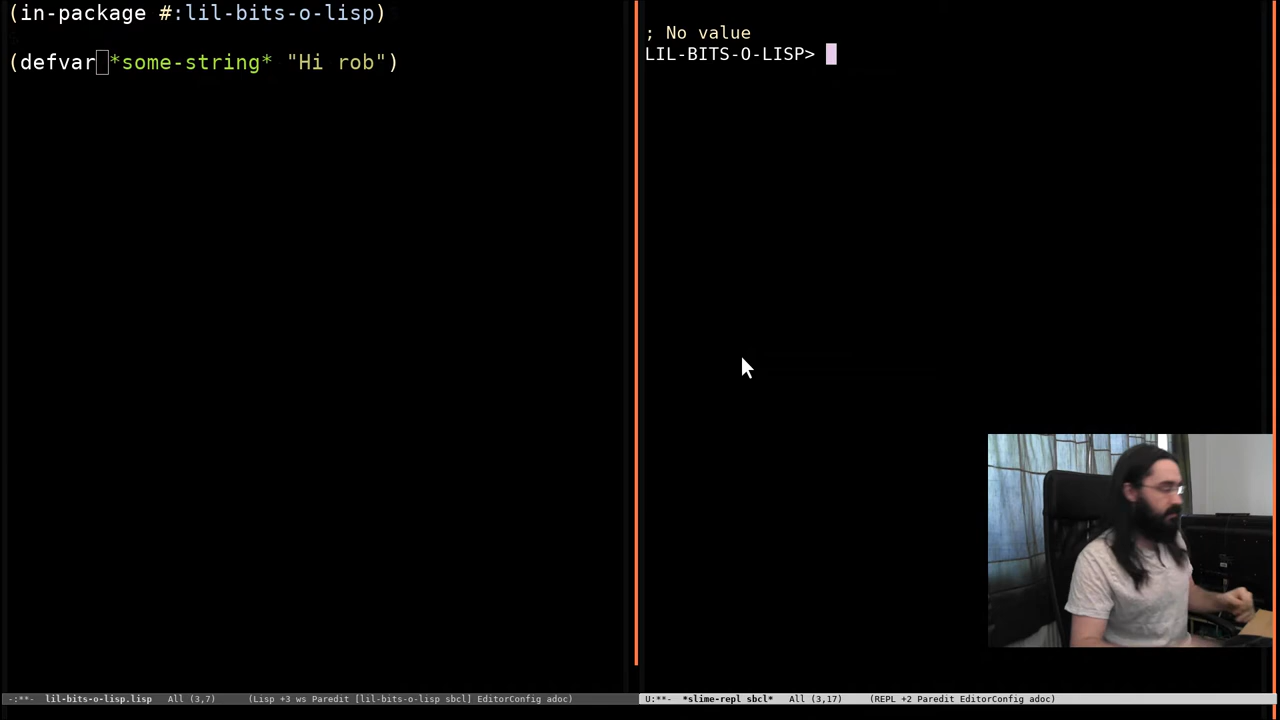 (in-package #:lil-bits-o-lisp)
(defvar *some-string* "Hi rob")
; No value
LIL-BITS-O-LISP>
-:**-  lil-bits-o-lisp.lisp   All (3,7)      (Lisp +3 ws Paredit [lil-bits-o-lisp sbcl] EditorConfig adoc)
U:**-  *slime-repl sbcl*   All (3,17)     (REPL +2 Paredit EditorConfig adoc)